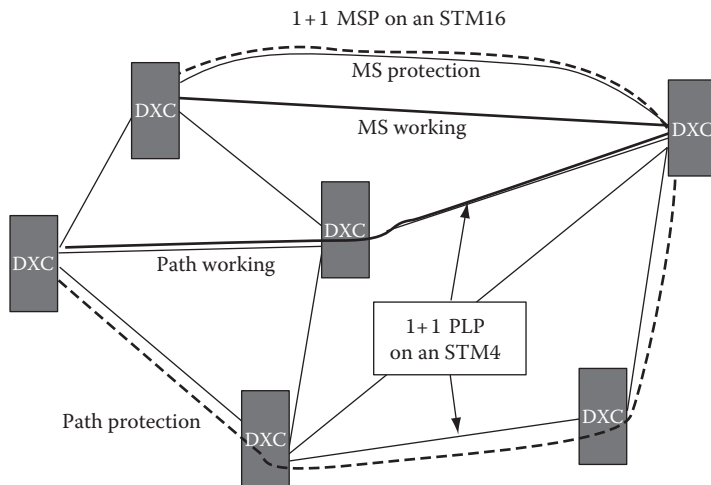 1+1 MSP on an STM16
MS protection
DXC
MS working
DXC
DXC
DXC
Path working
1+1 PLP
on an STM4
Path protection
DXC
DXC